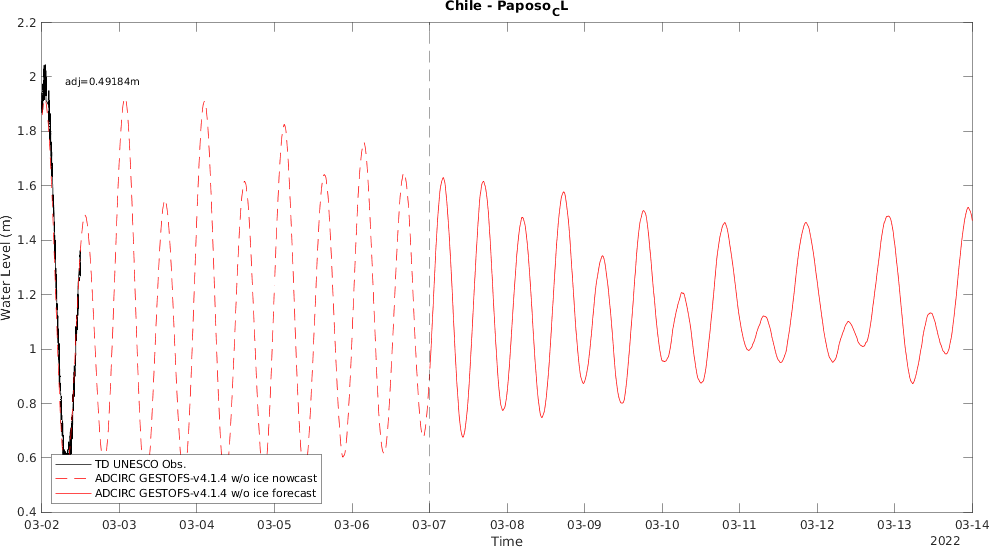 Chile - Paposo_CL
2.2
2
1.8
1.6
1.4
1.2
1
0.8
0.6
0.4
Water Level (m)
adj=0.49184m
TD UNESCO Obs.
ADCIRC GESTOFS-v4.1.4 w/o ice nowcast
ADCIRC GESTOFS-v4.1.4 w/o ice forecast
03-02 03-03 03-04 03-05 03-06 03-07 03-08 03-09 03-10 03-11 03-12 03-13 03-14
Time
2022